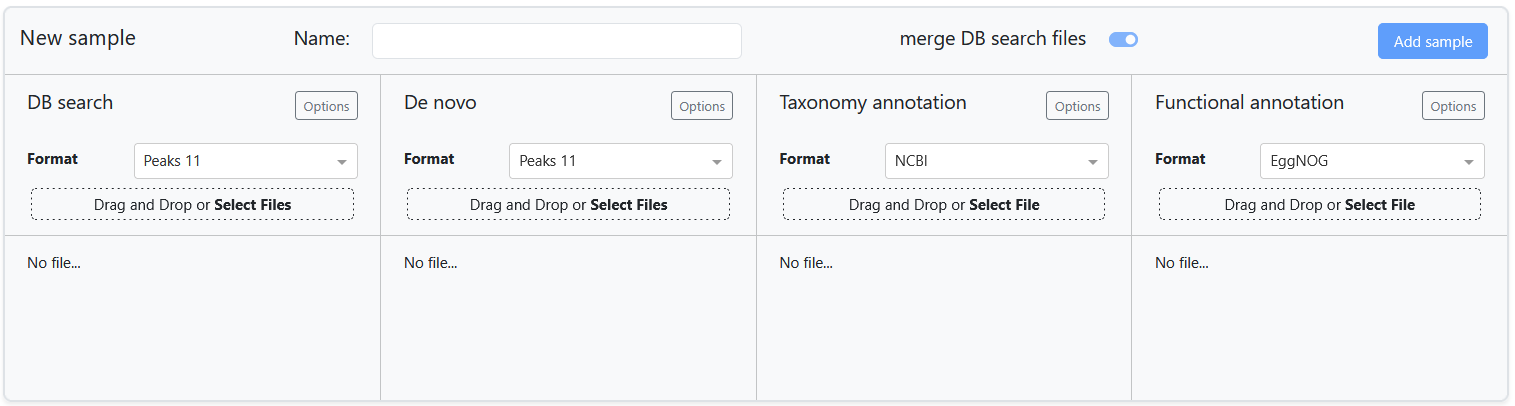 New sample Name: merge DB search files Add sample
DB search Options De novo Options Taxonomy annotation Options Functional annotation Options
Format Peaks 11 Format Peaks 11 Format NCBI Format EggNOG
Drag and Drop or Select Files Drag and Drop or Select Files Drag and Drop or Select File Drag and Drop or Select File
No file... No file... No file... No file...